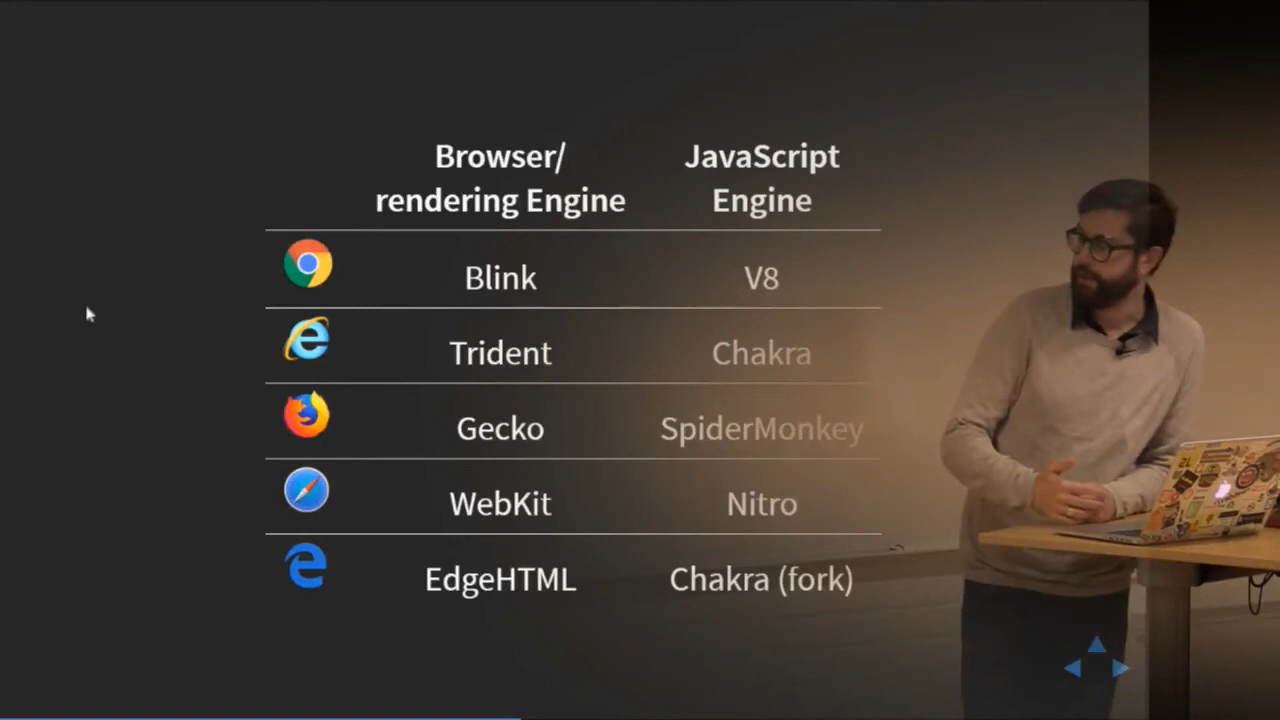 Browser/
rendering Engine
JavaScript
Engine
Blink V8
Trident Chakra
Gecko SpiderMonkey
WebKit Nitro
EdgeHTML Chakra (fork)